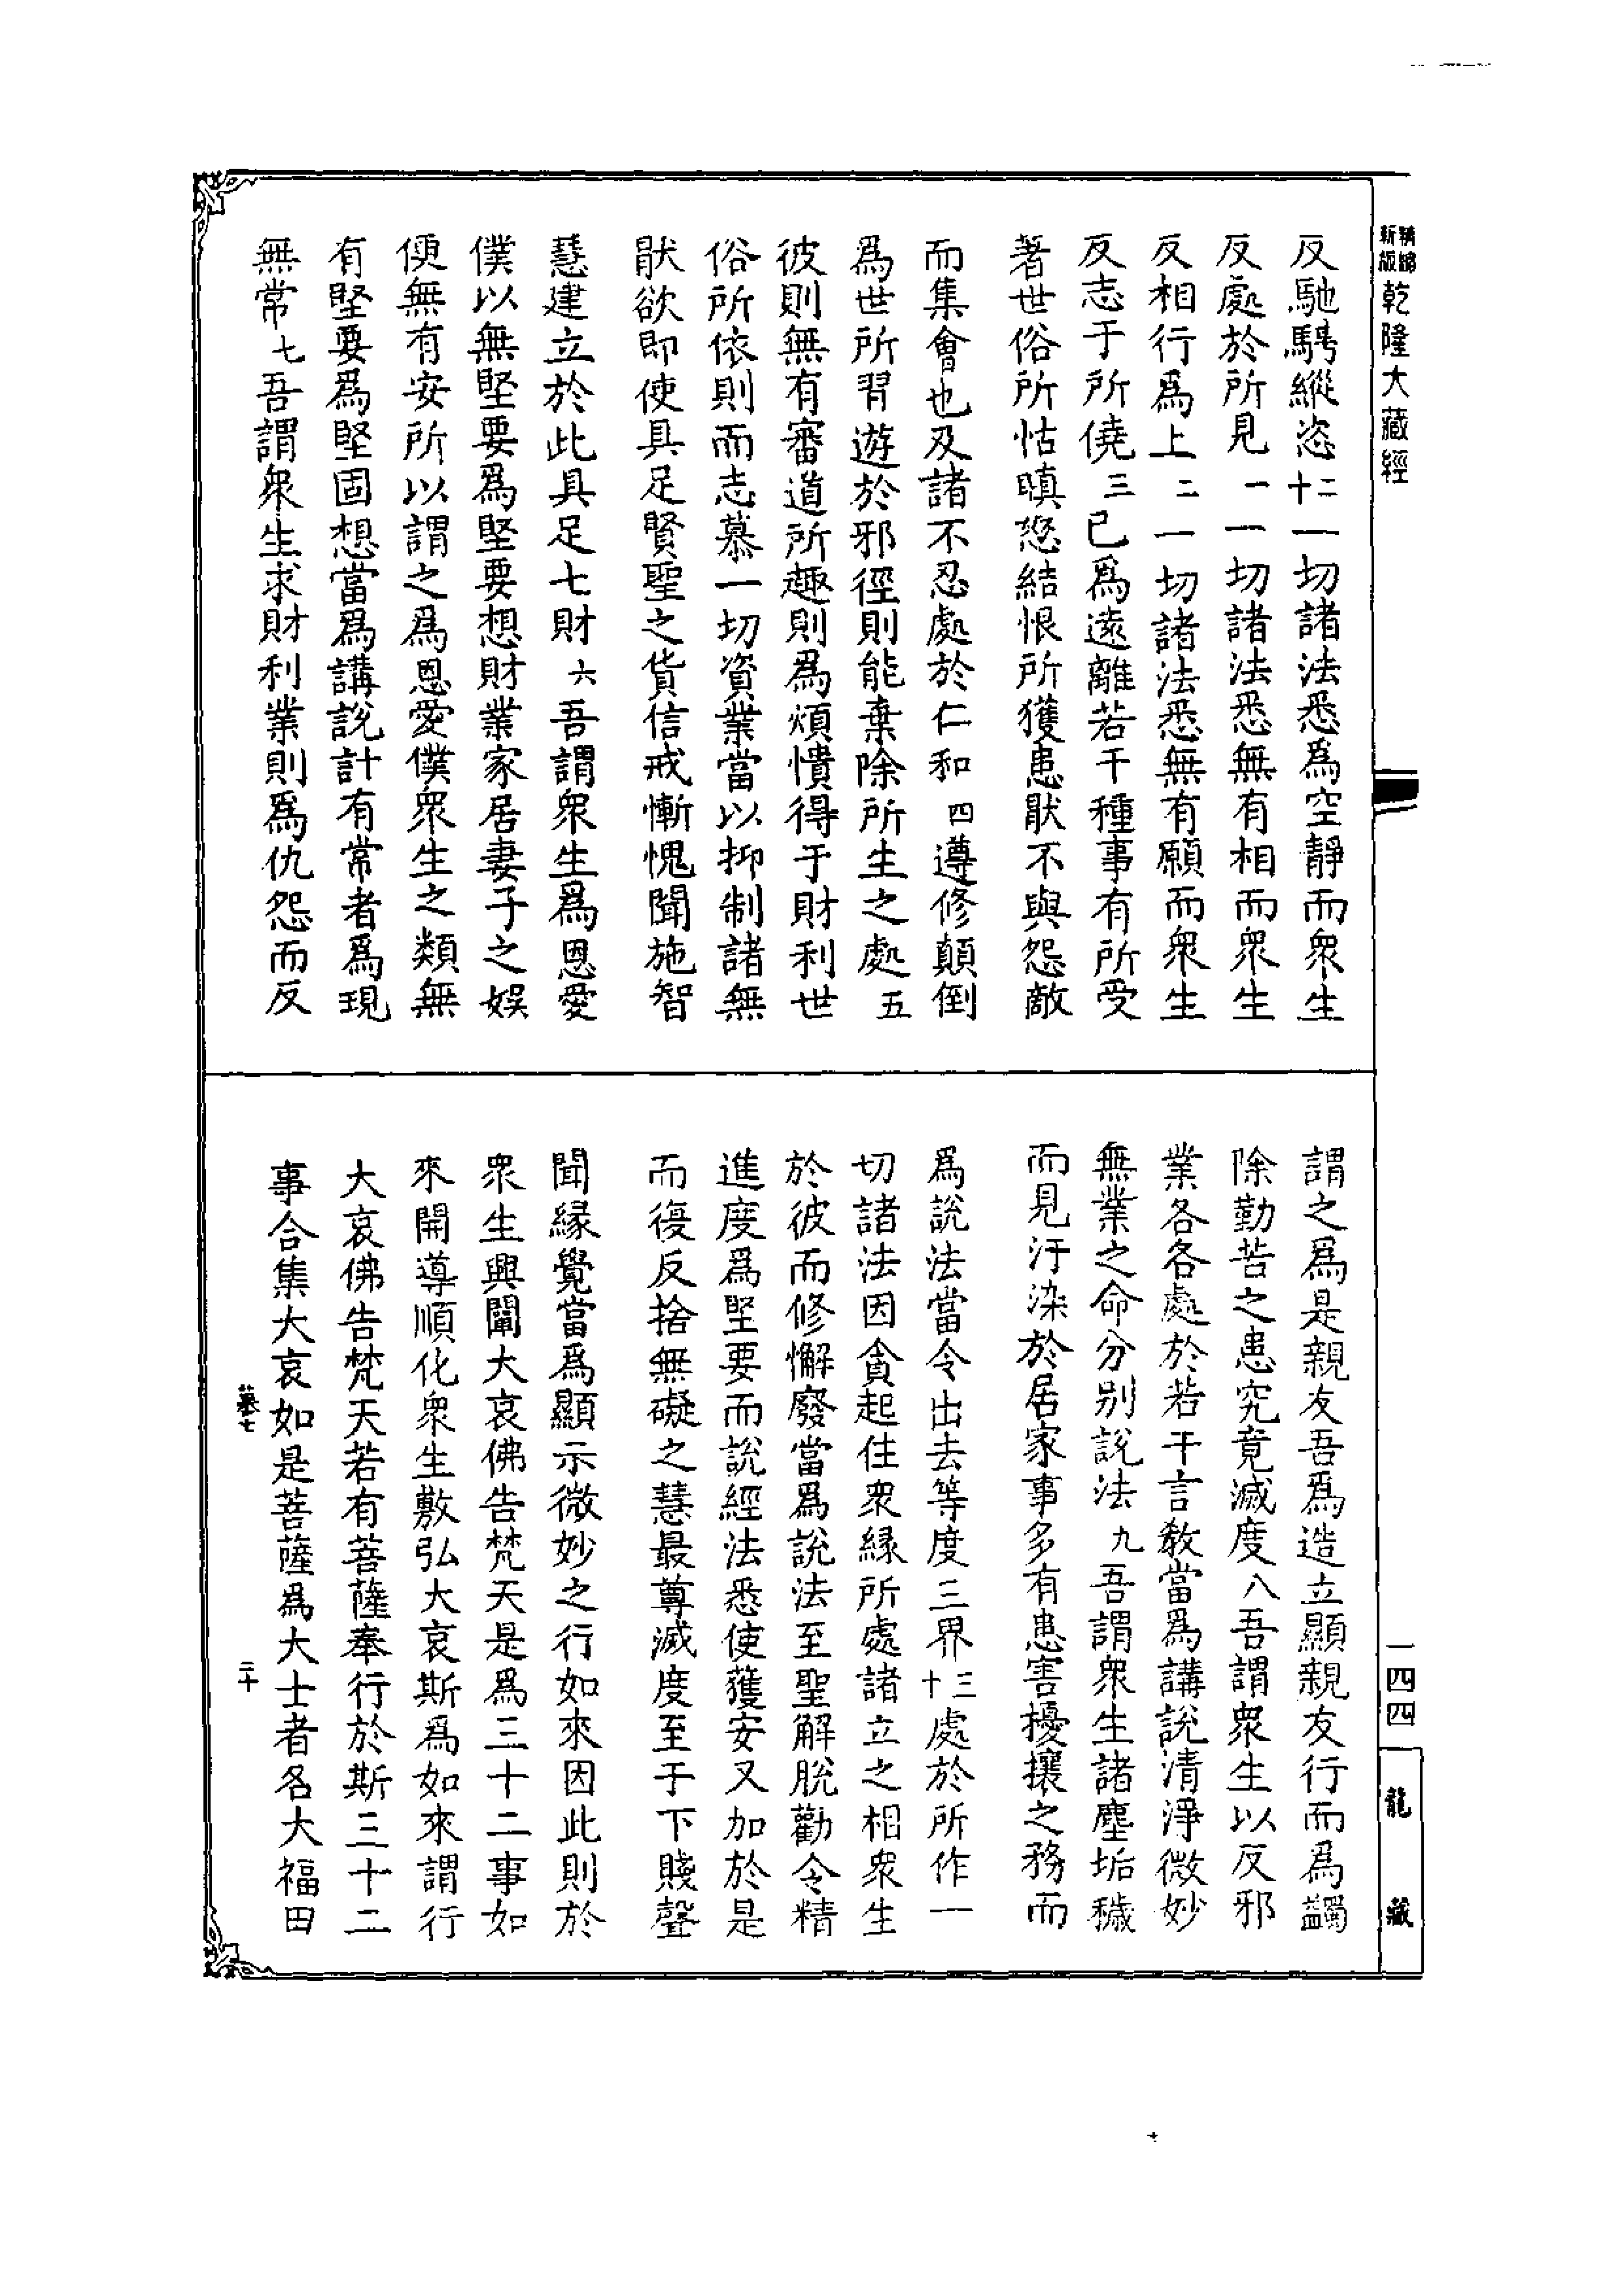 新版
精縮
乾隆大藏經
反馳騁縱恣二十一切諸法悉爲空靜而衆生
反處於所見一一切諸法悉無有相而衆生
反相行爲上二一切諸法悉無有願而衆生
反志于所僥三已爲遠離若干種事有所受
著世俗所怙瞋怒結恨所獲患猒不與怨敵
而集會也及諸不忍處於仁和四遵修顛倒
爲世所習遊於邪徑則能棄除所生之處五
彼則無有審道所趣則爲煩憒得于財利世
俗所依則而志慕一切資業當以抑制諸無
猒欲即使具足賢聖之貨信戒慚愧聞施智
慧建立於此具足七財六吾謂衆生爲恩愛
僕以無堅要爲堅要想財業家居妻子之娛
便無有安所以謂之爲恩愛僕衆生之類無
有堅要爲堅固想當爲講說計有常者爲現
無常七吾謂衆生求財利業則爲仇怨而反
謂之爲是親友吾爲造立顯親友行而爲蠲
除勤苦之患究竟滅度八吾謂衆生以反邪
業各各處於若干言教當爲講說清淨微妙
無業之命分別說法九吾謂衆生諸塵垢穢
而見汙染於居家事多有患害擾攘之務而
爲說法當令出去等度三界三十處於所作一
切諸法因貪起住衆緣所處諸立之相衆生
於彼而修懈廢當爲說法至聖解脫勸令精
進度爲堅要而說經法悉使獲安又加於是
而復反捨無礙之慧最尊滅度至于下賤聲
聞緣覺當爲顯示微妙之行如來因此則於
衆生興闡大哀佛告梵天是爲三十二事如
來開導順化衆生敷弘大哀斯爲如來謂行
大哀佛告梵天若有菩薩奉行於斯三十二
事合集大哀如是菩薩爲大士者名大福田
二十
一四四
龍藏